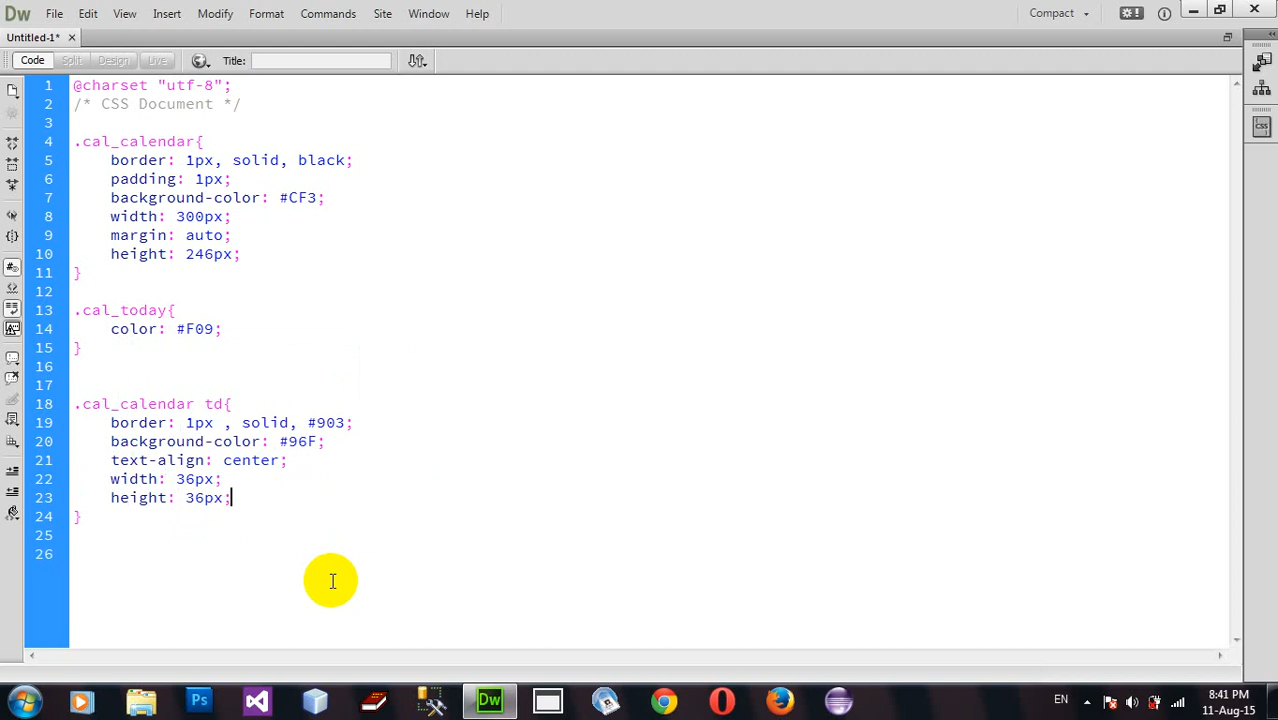 Dw File Edit View Insert Modify Format Commands Site Window Help Compact
Untitled-1*
Code Split Design Live Title:
1 @charset "utf-8";
2 /* CSS Document */
3
4 .cal_calendar{
5 border: 1px, solid, black;
6 padding: 1px;
7 background-color: #CF3;
8 width: 300px;
9 margin: auto;
10 height: 246px;
11 }
12
13 .cal_today{
14 color: #F09;
15 }
16
17
18 .cal_calendar td{
19 border: 1px , solid, #903;
20 background-color: #96F;
21 text-align: center;
22 width: 36px;
23 height: 36px;
24 }
25
26
CSS
Ps Dw EN 8:41 PM
11-Aug-15